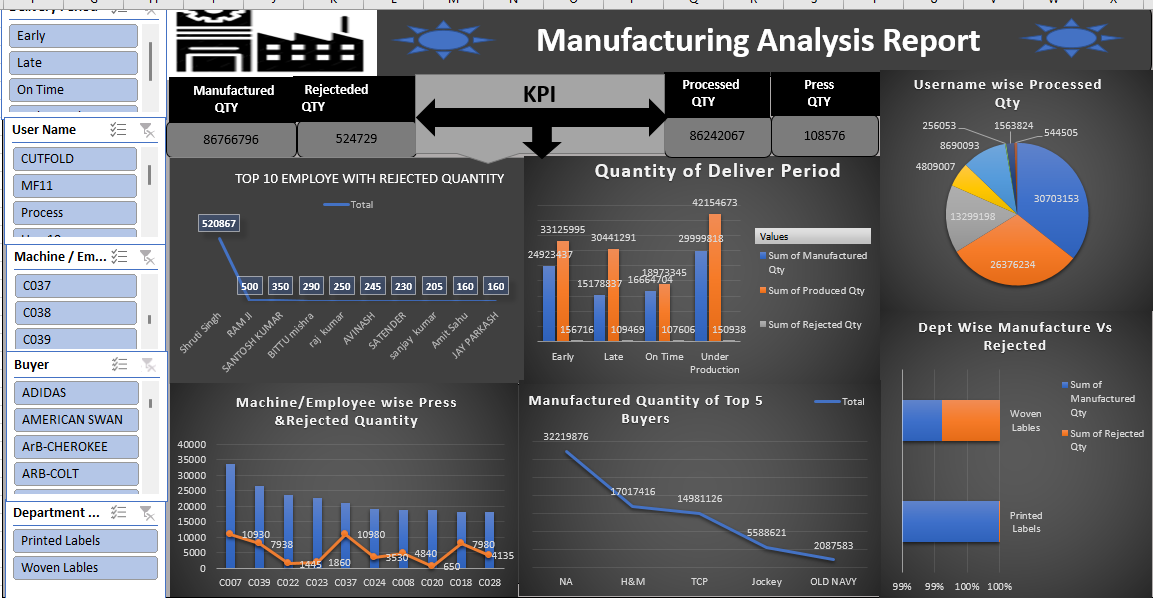 Early
Late
On Time
User Name
CUTFOLD
MF11
Process
Machine / Em...
C037
C038
C039
Buyer
ADIDAS
AMERICAN SWAN
ArB-CHEROKEE
ARB-COLT
Department ...
Printed Labels
Woven Lables
Manufacturing Analysis Report
Manufactured
QTY
Rejecteded
QTY
KPI
Processed
QTY
Press
QTY
86766796
524729
86242067
108576
TOP 10 EMPLOYE WITH REJECTED QUANTITY
Total
520867
500
350
290
250
245
230
205
160
160
Shruti Singh
RAM JI
SANTOSH KUMAR
BITTU mishra
raj kumar
AVINASH
SATENDER
sanjay kumar
Amit Sahu
JAY PARKASH
Quantity of Deliver Period
42154673
33125995
30441291
29999818
24923437
18973345
15178837
16664704
156716
109469
107606
150938
Early
Late
On Time
Under
Production
Values
Sum of Manufactured
Qty
Sum of Produced Qty
Sum of Rejected Qty
Username wise Processed
Qty
256053
1563824
544505
8690093
4809007
13299198
30703153
26376234
Machine/Employee wise Press
&Rejected Quantity
40000
35000
30000
25000
20000
15000
10000
5000
0
10930
7938
1445
1860
10980
3530
4840
650
7980
4135
C007
C039
C022
C023
C037
C024
C008
C020
C018
C028
Manufactured Quantity of Top 5
Buyers
Total
32219876
17017416
14981126
5588621
2087583
NA
H&M
TCP
Jockey
OLD NAVY
Dept Wise Manufacture Vs
Rejected
Woven
Lables
Printed
Labels
Sum of
Manufactured
Qty
Sum of Rejected
Qty
99%
99%
100%
100%